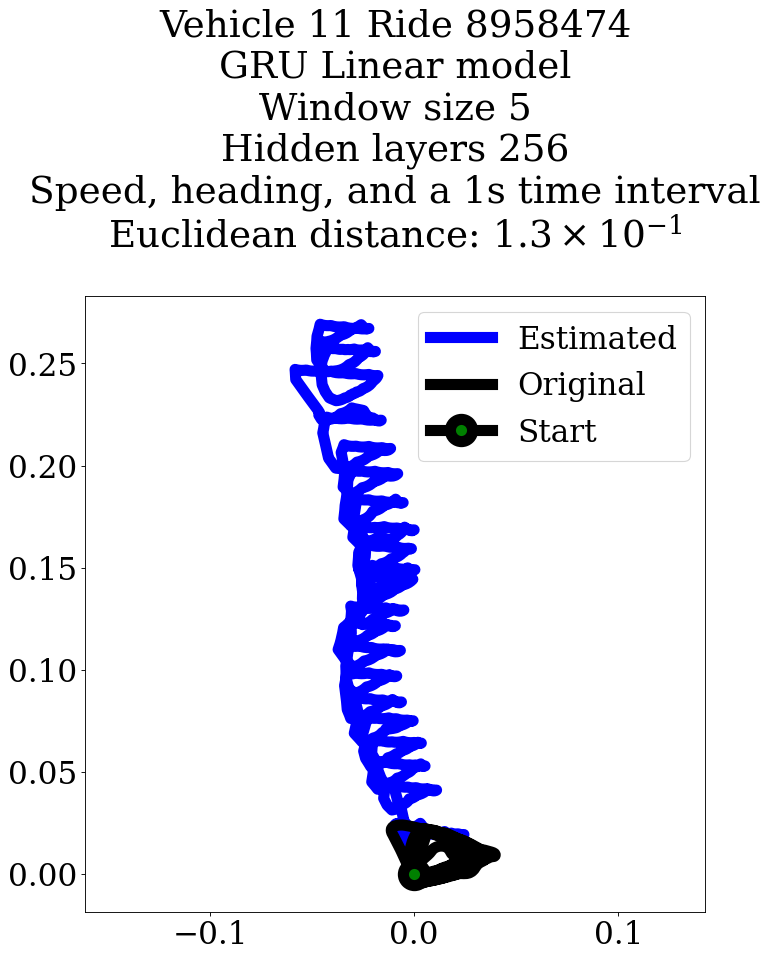 Vehicle 11 Ride 8958474
GRU Linear model
Window size 5
Hidden layers 256
Speed, heading, and a 1s time interval
Euclidean distance: 1.3 × 10⁻¹
Estimated
Original
Start
0.25
0.20
0.15
0.10
0.05
0.00
−0.1
0.0
0.1